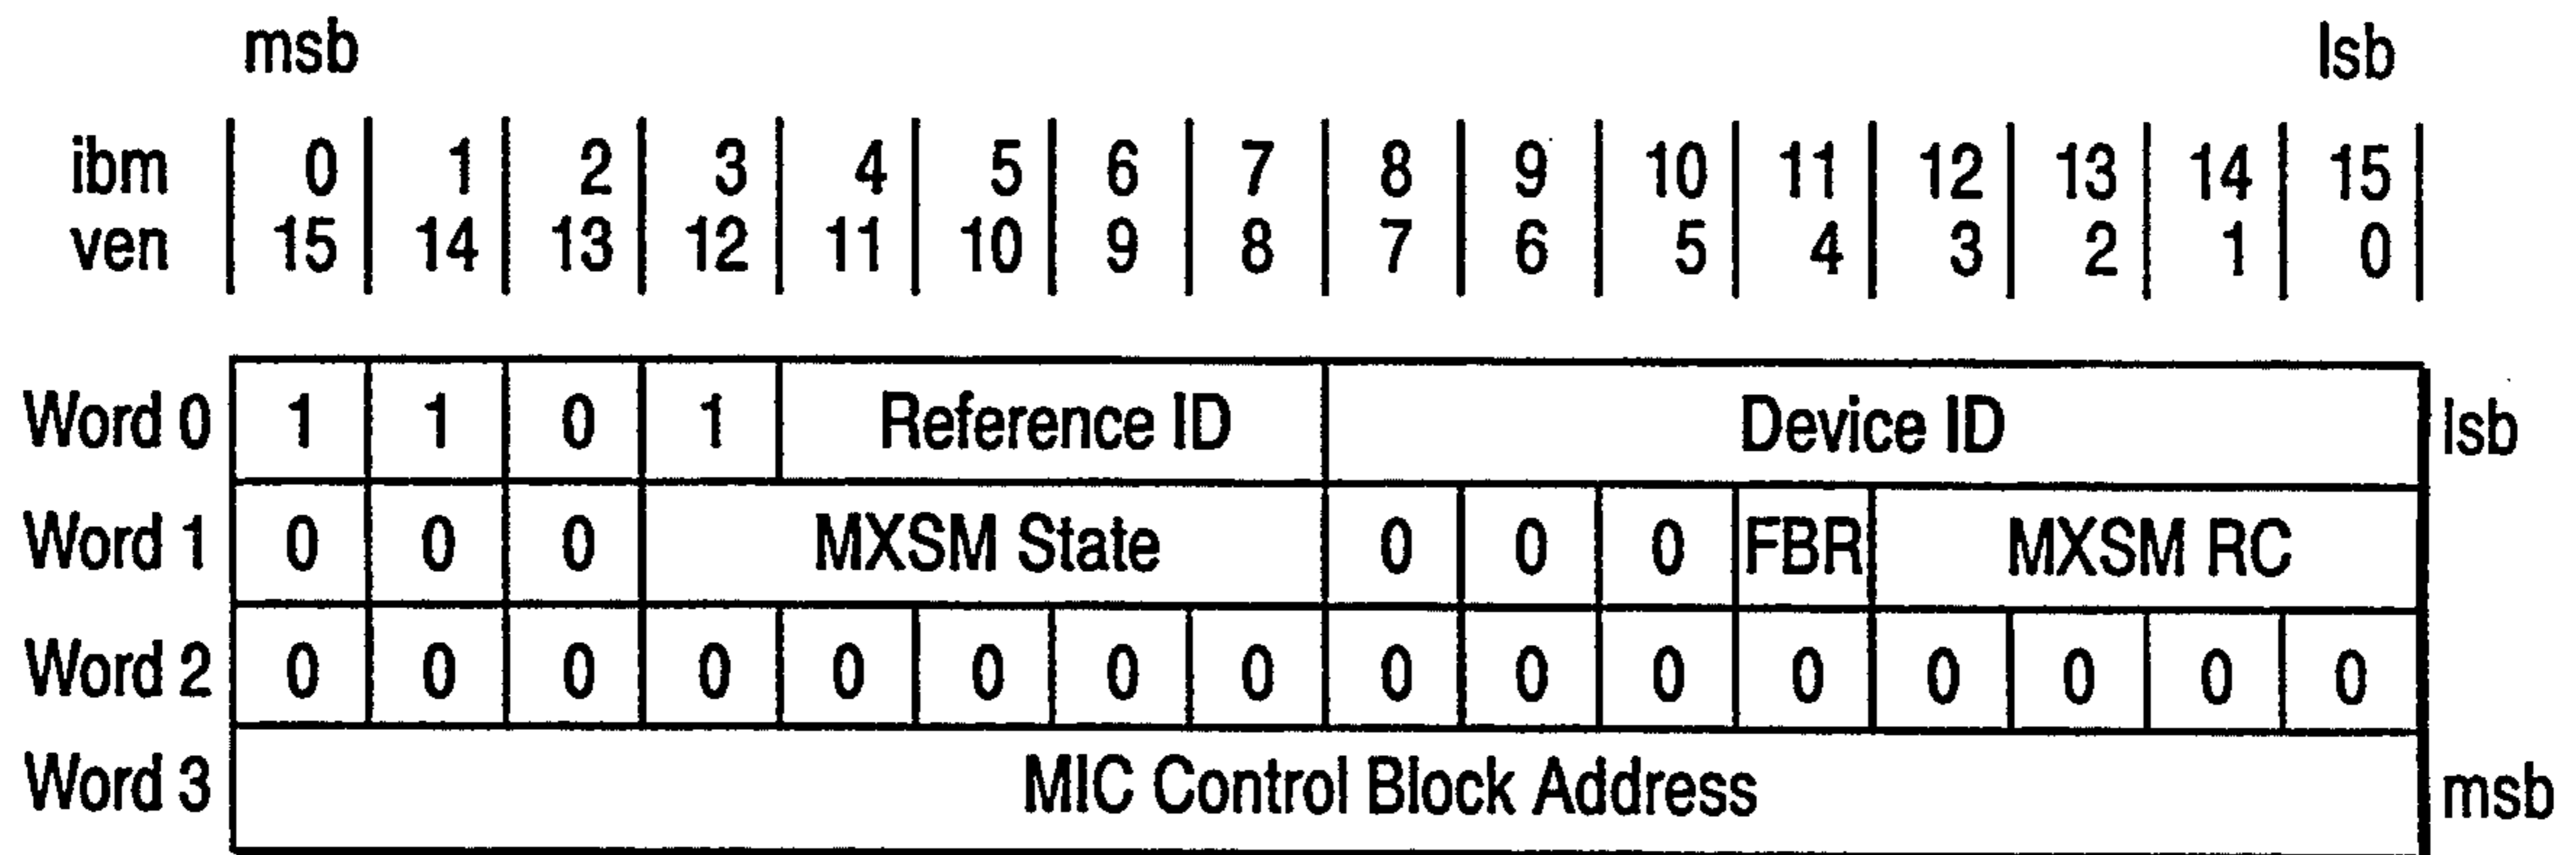 msb lsb
ibm 0 1 2 3 4 5 6 7 8 9 10 11 12 13 14 15
ven 15 14 13 12 11 10 9 8 7 6 5 4 3 2 1 0
Word 0 1 1 0 1 Reference ID Device ID lsb
Word 1 0 0 0 MXSM State 0 0 0 FBR MXSM RC
Word 2 0 0 0 0 0 0 0 0 0 0 0 0 0 0 0 0
Word 3 MIC Control Block Address msb